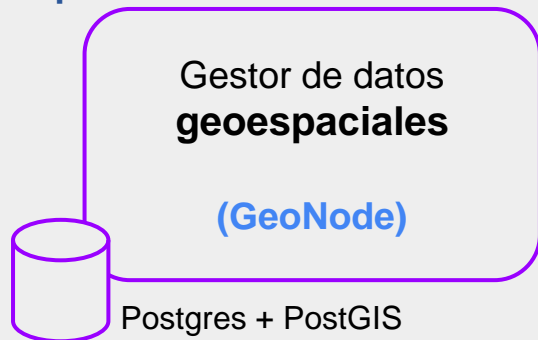 Gestor de datos
geoespaciales
(GeoNode)
Postgres + PostGIS